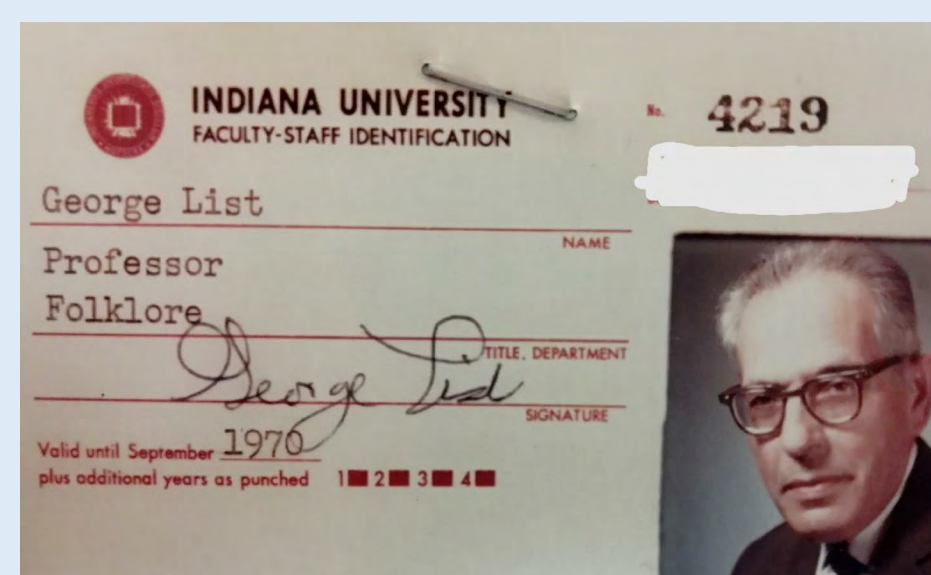 INDIANA UNIVERSITY
FACULTY-STAFF IDENTIFICATION
No. 4219
George List
NAME
Professor
Folklore
TITLE, DEPARTMENT
George List
SIGNATURE
Valid until September 1970
plus additional years as punched 1 2 3 4